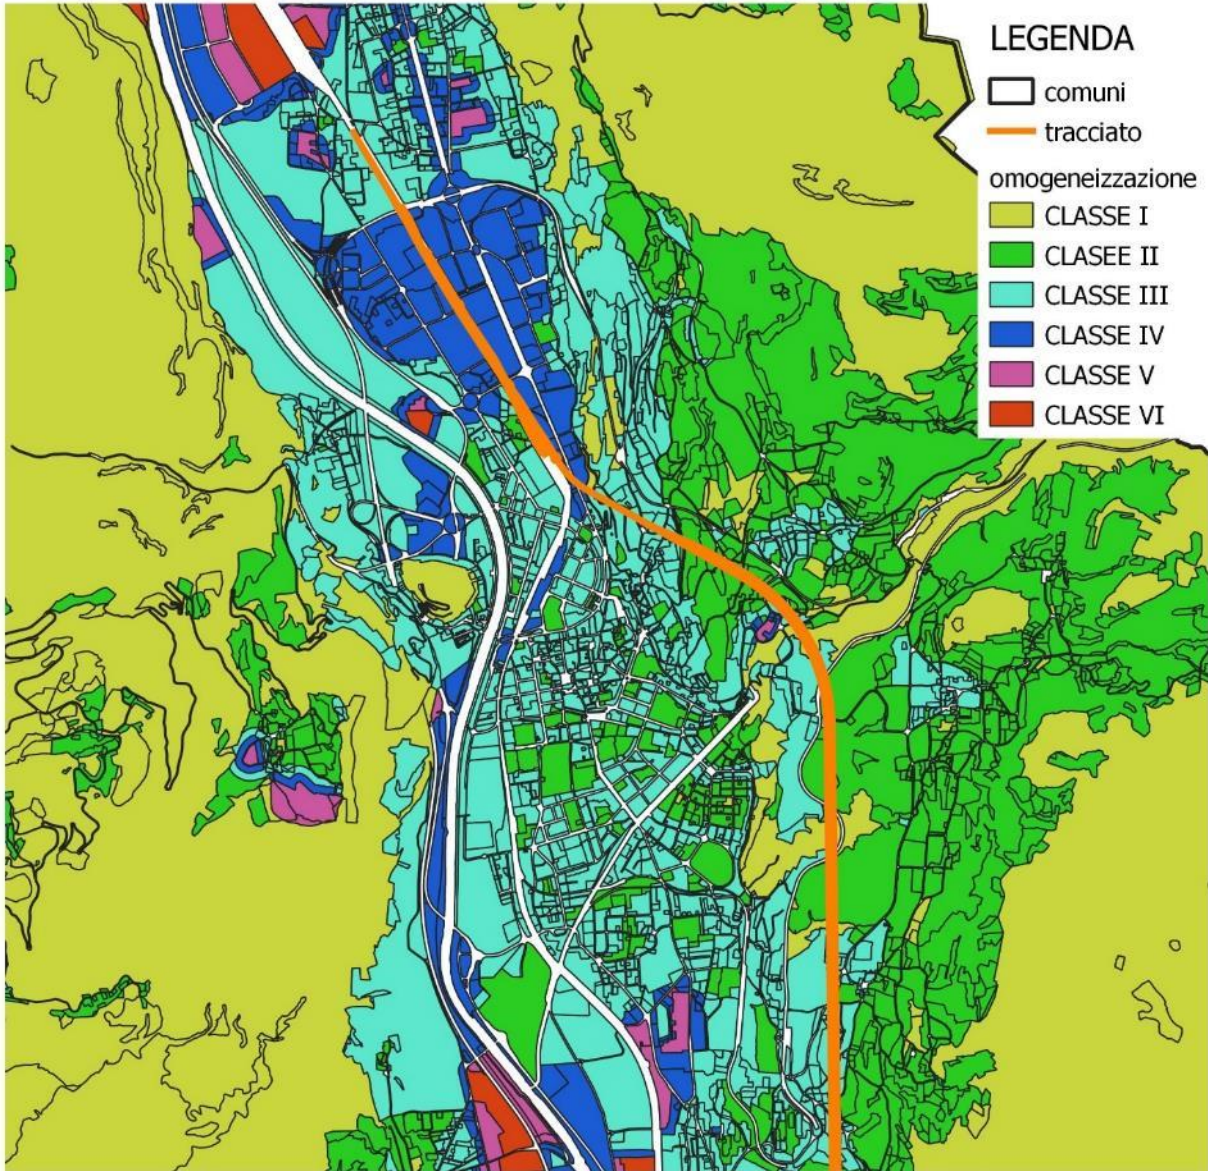 LEGENDA
comuni
tracciato
omogeneizzazione
CLASSE I
CLASEE II
CLASSE III
CLASSE IV
CLASSE V
CLASSE VI